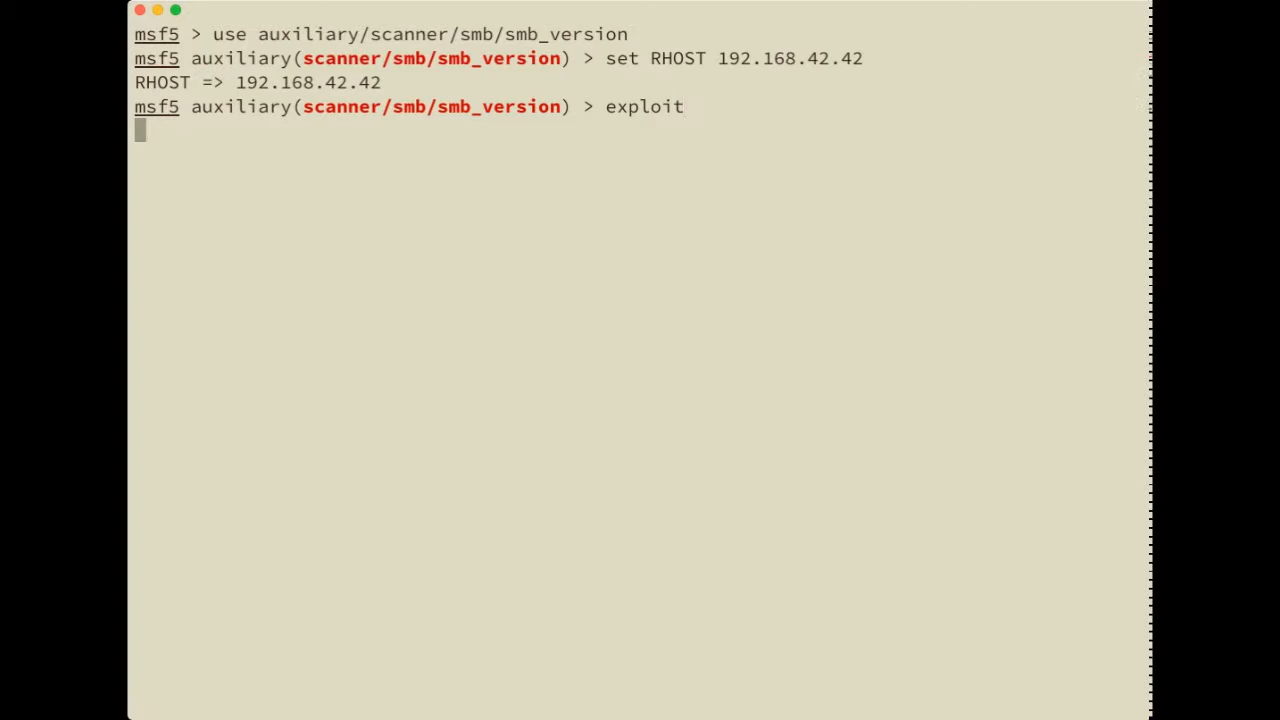 msf5 > use auxiliary/scanner/smb/smb_version
msf5 auxiliary(scanner/smb/smb_version) > set RHOST 192.168.42.42
RHOST => 192.168.42.42
msf5 auxiliary(scanner/smb/smb_version) > exploit